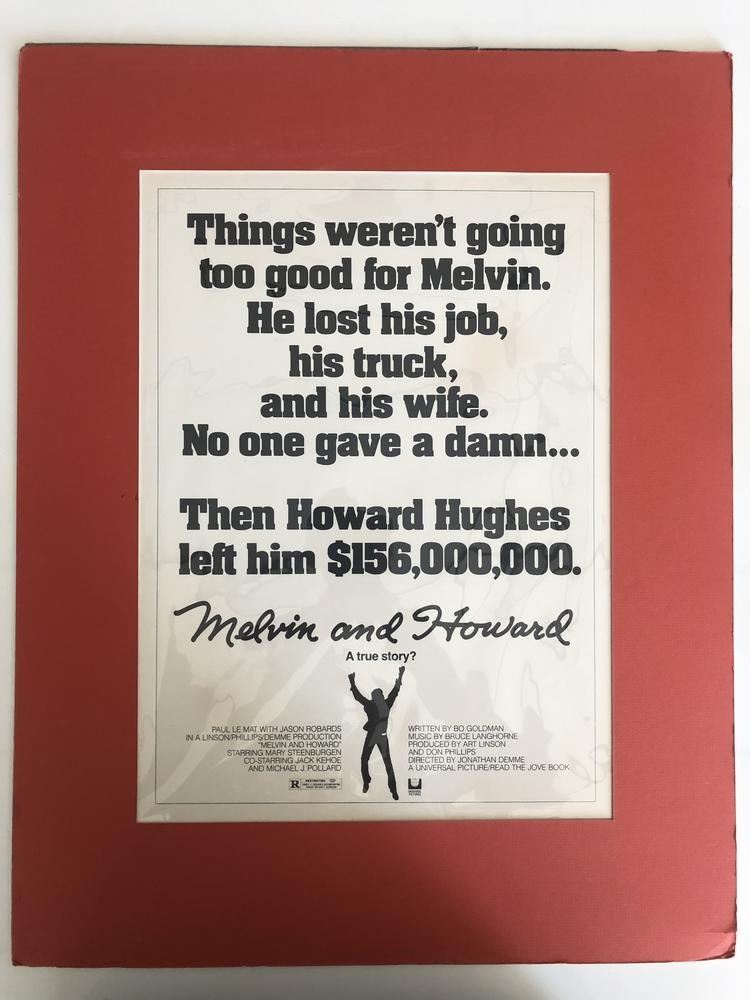 Things weren't going
too good for Melvin.
He lost his job,
his truck,
and his wife.
No one gave a damn...
Then Howard Hughes
left him $156,000,000.
Melvin and Howard
A true story?
PAUL LE MAT WITH JASON ROBARDS
IN A LINSON/PHILLIPS/DEMME PRODUCTION
"MELVIN AND HOWARD"
STARRING MARY STEENBURGEN
CO-STARRING JACK KEHOE
AND MICHAEL J. POLLARD
WRITTEN BY BO GOLDMAN
MUSIC BY BRUCE LANGHORNE
PRODUCED BY ART LINSON
AND DON PHILLIPS
DIRECTED BY JONATHAN DEMME
A UNIVERSAL PICTURE/READ THE JOVE BOOK
R RESTRICTED